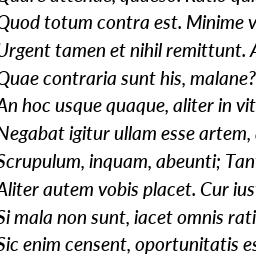 Quod totum contra est. Minime v
Urgent tamen et nihil remittunt. A
Quae contraria sunt his, malane?
An hoc usque quaque, aliter in vit
Negabat igitur ullam esse artem,
Scrupulum, inquam, abeunti; Tan
Aliter autem vobis placet. Cur ius
Si mala non sunt, iacet omnis rati
Sic enim censent, oportunitatis es